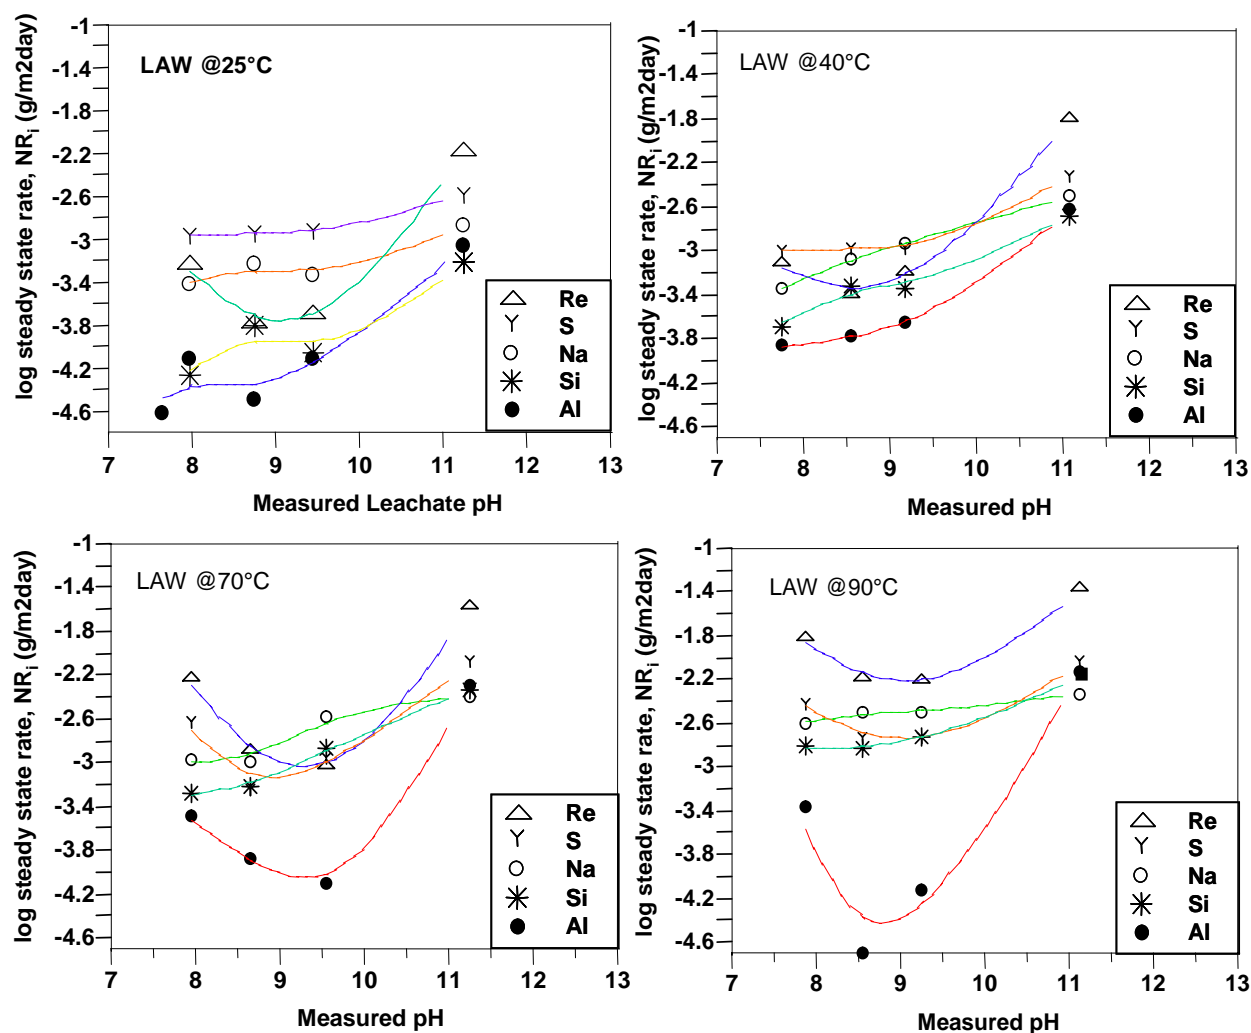 LAW @25°C
log steady state rate, NRi (g/m2day)
-1
-1.4
-1.8
-2.2
-2.6
-3
-3.4
-3.8
-4.2
-4.6
7 8 9 10 11 12 13
Measured Leachate pH
Re
S
Na
Si
Al
LAW @40°C
log steady state rate, NRi (g/m2day)
-1
-1.4
-1.8
-2.2
-2.6
-3
-3.4
-3.8
-4.2
-4.6
7 8 9 10 11 12 13
Measured pH
Re
S
Na
Si
Al
LAW @70°C
log steady state rate, NRi (g/m2day)
-1
-1.4
-1.8
-2.2
-2.6
-3
-3.4
-3.8
-4.2
-4.6
7 8 9 10 11 12 13
Measured pH
Re
S
Na
Si
Al
LAW @90°C
log steady state rate, NRi (g/m2day)
-1
-1.4
-1.8
-2.2
-2.6
-3
-3.4
-3.8
-4.2
-4.6
7 8 9 10 11 12 13
Measured pH
Re
S
Na
Si
Al